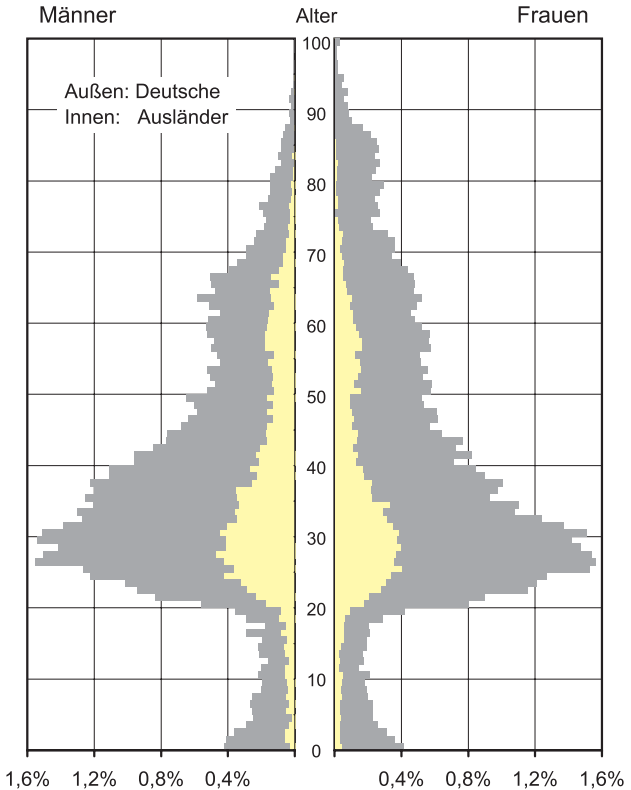 Männer Alter Frauen
100
Außen: Deutsche
Innen: Ausländer
90
80
70
60
50
40
30
20
10
0
1,6% 1,2% 0,8% 0,4% 0,4% 0,8% 1,2% 1,6%